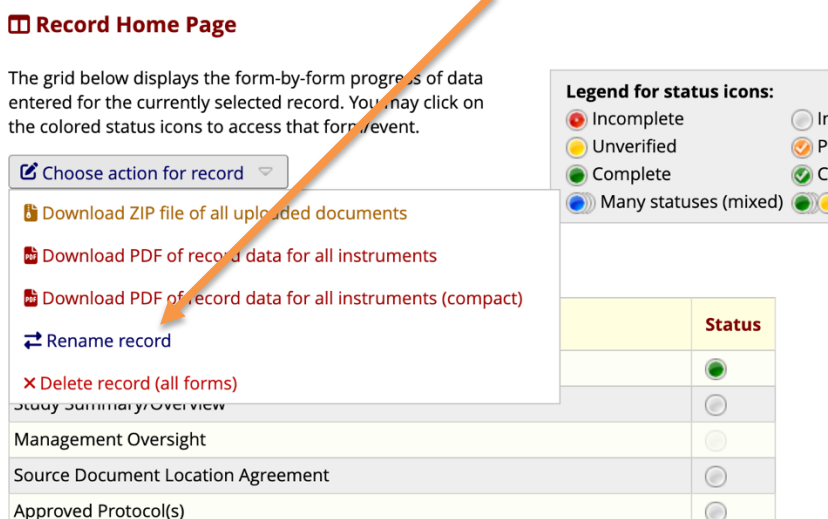 Record Home Page
The grid below displays the form-by-form progress of data
entered for the currently selected record. You may click on
the colored status icons to access that form/event.
Choose action for record
Download ZIP file of all uploaded documents
Download PDF of record data for all instruments
Download PDF of record data for all instruments (compact)
Rename record
Delete record (all forms)
Legend for status icons:
Incomplete
Unverified
Complete
Many statuses (mixed)
Status
Study Summary/Overview
Management Oversight
Source Document Location Agreement
Approved Protocol(s)